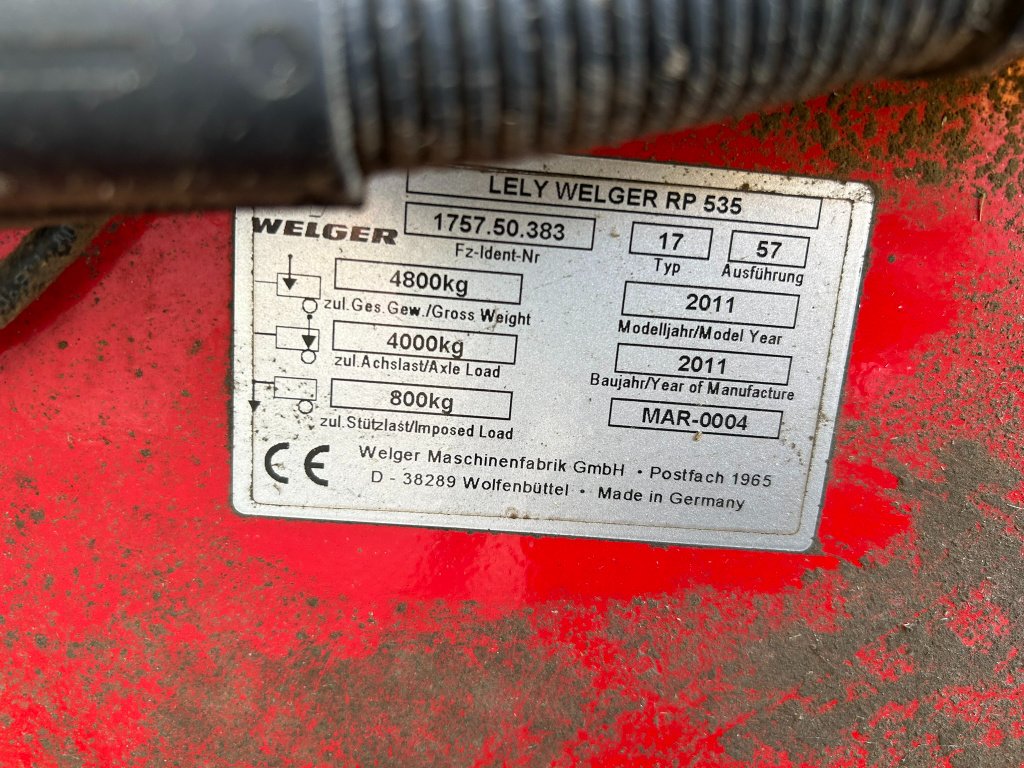 LELY WELGER RP 535
WELGER
1757.50.383
17
57
Fz-Ident-Nr
Typ
Ausführung
4800kg
2011
zul.Ges.Gew./Gross Weight
Modelljahr/Model Year
4000kg
2011
zul.Achslast/Axle Load
Baujahr/Year of Manufacture
800kg
MAR-0004
zul.Stützlast/Imposed Load
CE
Welger Maschinenfabrik GmbH · Postfach 1965
D - 38289 Wolfenbüttel · Made in Germany